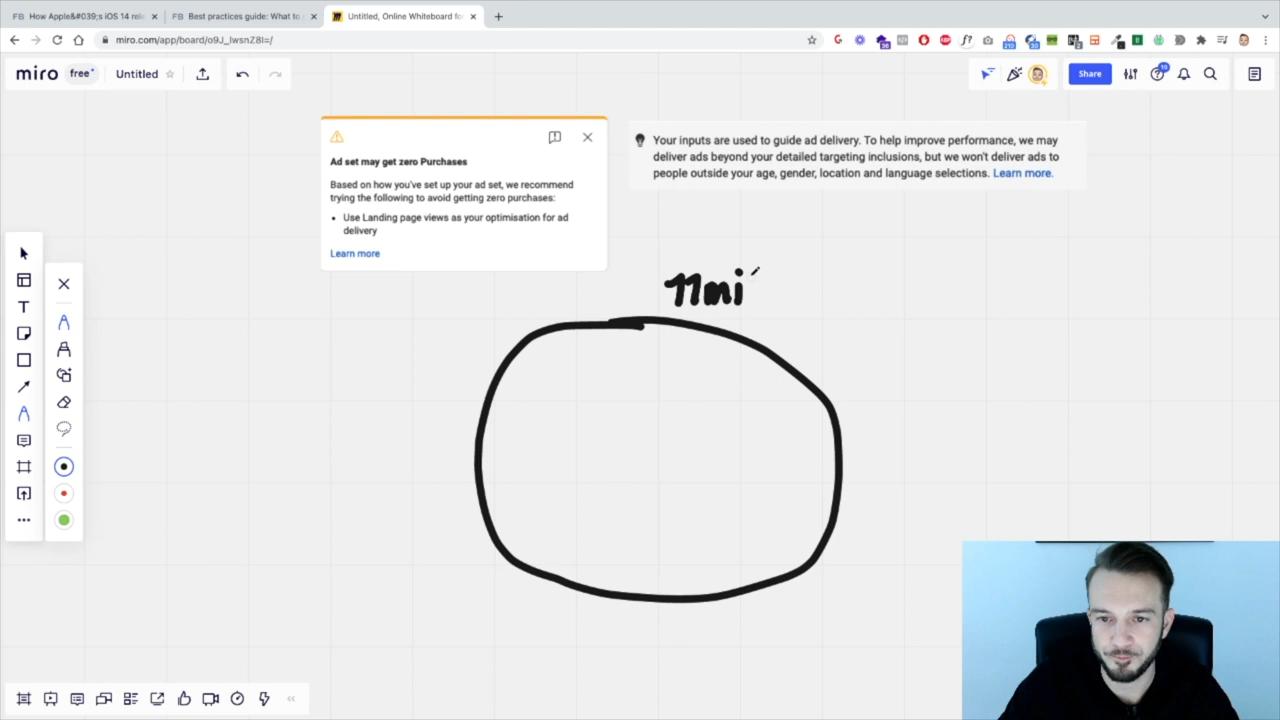 FB How Apple&#039;s iOS 14 rele
FB Best practices guide: What to
Untitled, Online Whiteboard for
miro.com/app/board/o9J_lwsnZ8I=/
miro free Untitled
Share
10
Ad set may get zero Purchases
Based on how you've set up your ad set, we recommend
trying the following to avoid getting zero purchases:
• Use Landing page views as your optimisation for ad
delivery
Learn more
Your inputs are used to guide ad delivery. To help improve performance, we may
deliver ads beyond your detailed targeting inclusions, but we won't deliver ads to
people outside your age, gender, location and language selections. Learn more.
11mi